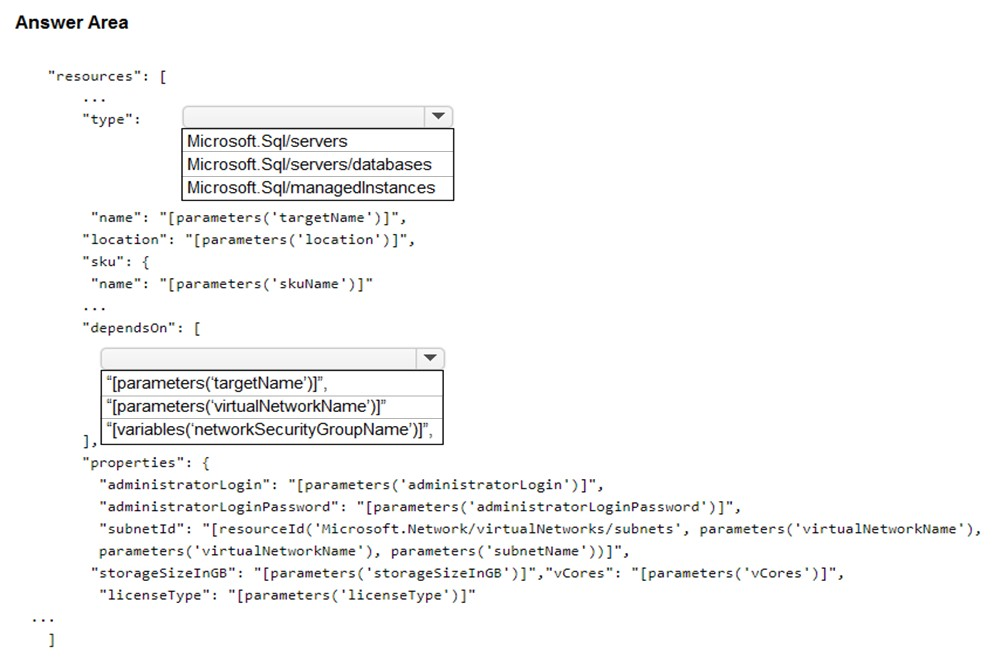 Answer Area
"resources": [
...
"type":
Microsoft.Sql/servers
Microsoft.Sql/servers/databases
Microsoft.Sql/managedInstances
"name": "[parameters('targetName')]",
"location": "[parameters('location')]",
"sku": {
"name": "[parameters('skuName')]"
...
"dependsOn": [
“[parameters(‘targetName’)]”,
“[parameters(‘virtualNetworkName’)]”
“[variables(‘networkSecurityGroupName’)]”,
],
"properties": {
"administratorLogin": "[parameters('administratorLogin')]",
"administratorLoginPassword": "[parameters('administratorLoginPassword')]",
"subnetId": "[resourceId('Microsoft.Network/virtualNetworks/subnets', parameters('virtualNetworkName'),
parameters('virtualNetworkName'), parameters('subnetName'))]",
"storageSizeInGB": "[parameters('storageSizeInGB')]","vCores": "[parameters('vCores')]",
"licenseType": "[parameters('licenseType')]"
...
]